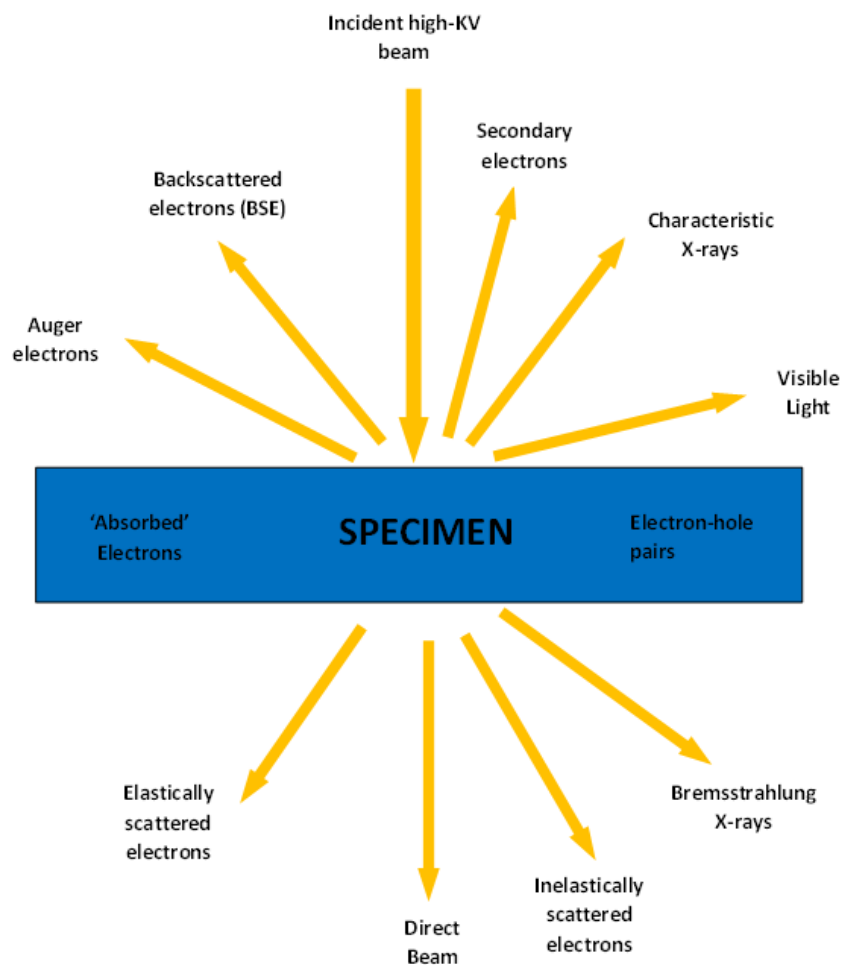 Incident high-KV
beam
Secondary
electrons
Backscattered
electrons (BSE)
Characteristic
X-rays
Auger
electrons
Visible
Light
‘Absorbed’
Electrons
SPECIMEN
Electron-hole
pairs
Elastically
scattered
electrons
Bremsstrahlung
X-rays
Inelastically
scattered
electrons
Direct
Beam